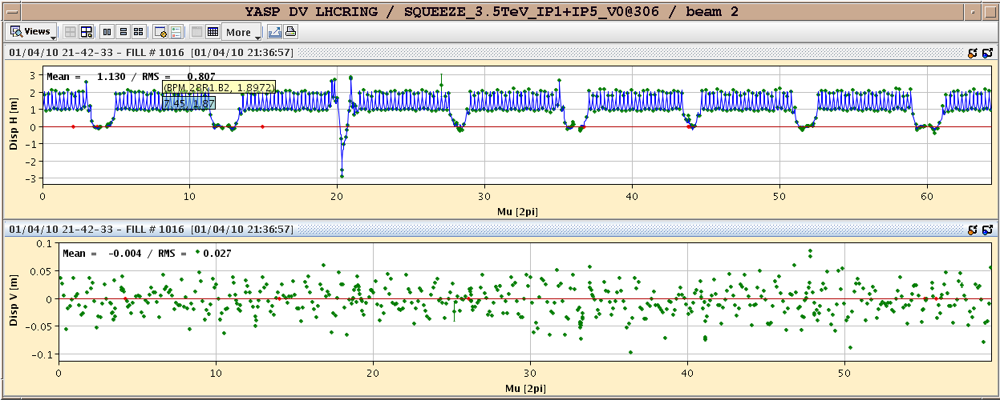 YASP DV LHCRING / SQUEEZE_3.5TeV_IP1+IP5_V0@306 / beam 2
Views
More
01/04/10 21-42-33 - FILL # 1016 [01/04/10 21:36:57]
Mean = 1.130 / RMS = 0.807
(BPM.28R1.B2, 1.8972)
7.45 1.87
Disp H [m]
3
2
1
0
-1
-2
-3
0 10 20 30 40 50 60
Mu [2pi]
01/04/10 21-42-33 - FILL # 1016 [01/04/10 21:36:57]
Mean = -0.004 / RMS = 0.027
Disp V [m]
0.1
0.05
0
-0.05
-0.1
0 10 20 30 40 50
Mu [2pi]